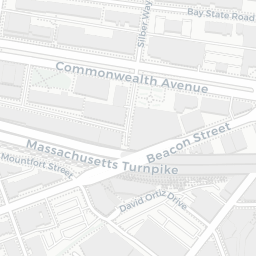 Bay State Road
Silber Way
Commonwealth Avenue
Beacon Street
Massachusetts Turnpike
Mountfort Street
David Ortiz Drive